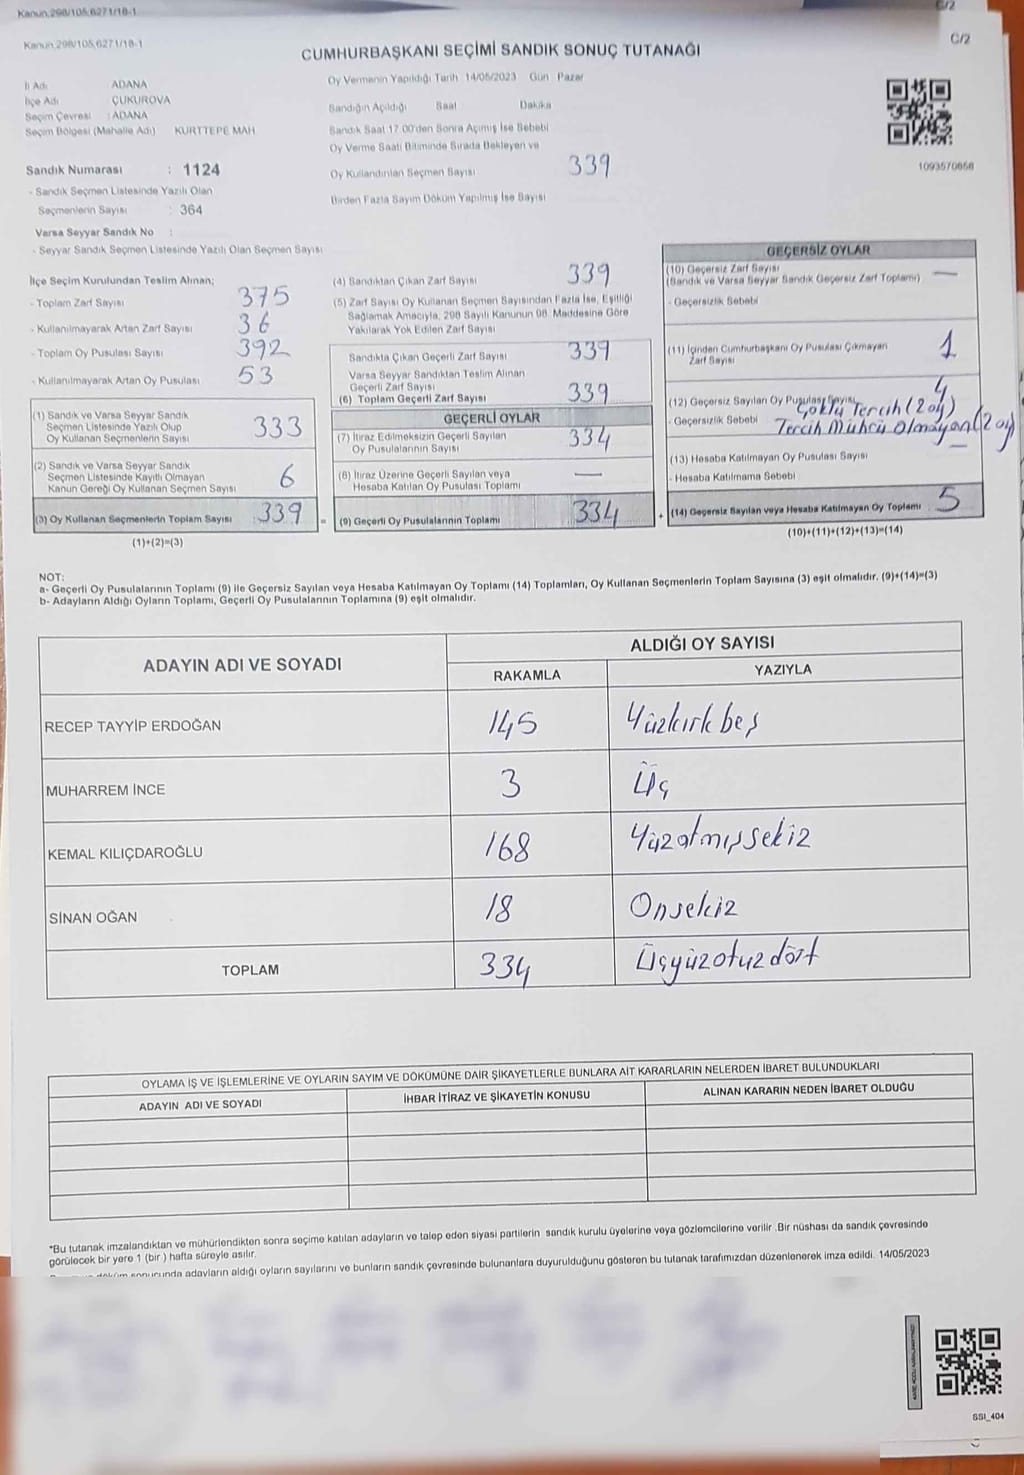 Kanun.298/105,6271/18-1
C/2
Kanun.298/105,6271/18-1
C/2
CUMHURBAŞKANI SEÇİMİ SANDIK SONUÇ TUTANAĞI
İl Adı ADANA
İlçe Adı ÇUKUROVA
Seçim Çevresi : ADANA
Seçim Bölgesi (Mahalle Adı) KURTTEPE MAH
Sandık Numarası : 1124
- Sandık Seçmen Listesinde Yazılı Olan
Seçmenlerin Sayısı : 364
Varsa Seyyar Sandık No :
- Seyyar Sandık Seçmen Listesinde Yazılı Olan Seçmen Sayısı
Oy Vermenin Yapıldığı Tarih 14/05/2023 Gün Pazar
Sandığın Açıldığı Saat Dakika
Sandık Saat 17.00'den Sonra Açımış İse Sebebi
Oy Verme Saati Bitiminde Sırada Bekleyen ve
Oy Kullandırılan Seçmen Sayısı 339
Birden Fazla Sayım Döküm Yapılmış İse Sayısı
1093570858
İlçe Seçim Kurulundan Teslim Alınan;
- Toplam Zarf Sayısı 375
- Kullanılmayarak Artan Zarf Sayısı 36
- Toplam Oy Pusulası Sayısı 392
- Kullanılmayarak Artan Oy Pusulası 53
(1) Sandık ve Varsa Seyyar Sandık
Seçmen Listesinde Yazılı Olup
Oy Kullanan Seçmenlerin Sayısı 333
(2) Sandık ve Varsa Seyyar Sandık
Seçmen Listesinde Kayıtlı Olmayan
Kanun Gereği Oy Kullanan Seçmen Sayısı 6
(3) Oy Kullanan Seçmenlerin Toplam Sayısı 339
(1)+(2)=(3)
(4) Sandıktan Çıkan Zarf Sayısı 339
(5) Zarf Sayısı Oy Kullanan Seçmen Sayısından Fazla İse, Eşitliği
Sağlamak Amacıyla, 298 Sayılı Kanunun 98. Maddesine Göre
Yakılarak Yok Edilen Zarf Sayısı
Sandıkta Çıkan Geçerli Zarf Sayısı 339
Varsa Seyyar Sandıktan Teslim Alınan
Geçerli Zarf Sayısı
(6) Toplam Geçerli Zarf Sayısı 339
GEÇERLİ OYLAR
(7) İtiraz Edilmeksizin Geçerli Sayılan
Oy Pusulalarının Sayısı 334
(8) İtiraz Üzerine Geçerli Sayılan veya
Hesaba Katılan Oy Pusulası Toplamı —
= (9) Geçerli Oy Pusulalarının Toplamı 334
GEÇERSİZ OYLAR
(10) Geçersiz Zarf Sayısı —
(Sandık ve Varsa Seyyar Sandık Geçersiz Zarf Toplamı)
- Geçersizlik Sebebi
(11) İçinden Cumhurbaşkanı Oy Pusulası Çıkmayan
Zarf Sayısı 1
(12) Geçersiz Sayılan Oy Pusulası Sayısı 4
- Geçersizlik Sebebi Çoklu Tercih (2 oy)
Tercih Mührü Olmayan (2 oy)
(13) Hesaba Katılmayan Oy Pusulası Sayısı —
- Hesaba Katılmama Sebebi
+ (14) Geçersiz Sayılan veya Hesaba Katılmayan Oy Toplamı 5
(10)+(11)+(12)+(13)=(14)
NOT:
a- Geçerli Oy Pusulalarının Toplamı (9) ile Geçersiz Sayılan veya Hesaba Katılmayan Oy Toplamı (14) Toplamları, Oy Kullanan Seçmenlerin Toplam Sayısına (3) eşit olmalıdır. (9)+(14)=(3)
b- Adayların Aldığı Oyların Toplamı, Geçerli Oy Pusulalarının Toplamına (9) eşit olmalıdır.
ADAYIN ADI VE SOYADI ALDIĞI OY SAYISI
RAKAMLA YAZIYLA
RECEP TAYYİP ERDOĞAN 145 Yüzkırkbeş
MUHARREM İNCE 3 Üç
KEMAL KILIÇDAROĞLU 168 Yüzatmışsekiz
SİNAN OĞAN 18 Onsekiz
TOPLAM 334 Üçyüzotuzdört
OYLAMA İŞ VE İŞLEMLERİNE VE OYLARIN SAYIM VE DÖKÜMÜNE DAİR ŞİKAYETLERLE BUNLARA AİT KARARLARIN NELERDEN İBARET BULUNDUKLARI
ADAYIN ADI VE SOYADI İHBAR İTİRAZ VE ŞİKAYETİN KONUSU ALINAN KARARIN NEDEN İBARET OLDUĞU
*Bu tutanak imzalandıktan ve mühürlendikten sonra seçime katılan adayların ve talep eden siyasi partilerin sandık kurulu üyelerine veya gözlemcilerine verilir .Bir nüshası da sandık çevresinde
görülecek bir yere 1 (bir ) hafta süreyle asılır.
döküm sonucunda adayların aldığı oyların sayılarını ve bunların sandık çevresinde bulunanlara duyurulduğunu gösteren bu tutanak tarafımızdan düzenlenerek imza edildi. 14/05/2023
SSI_404